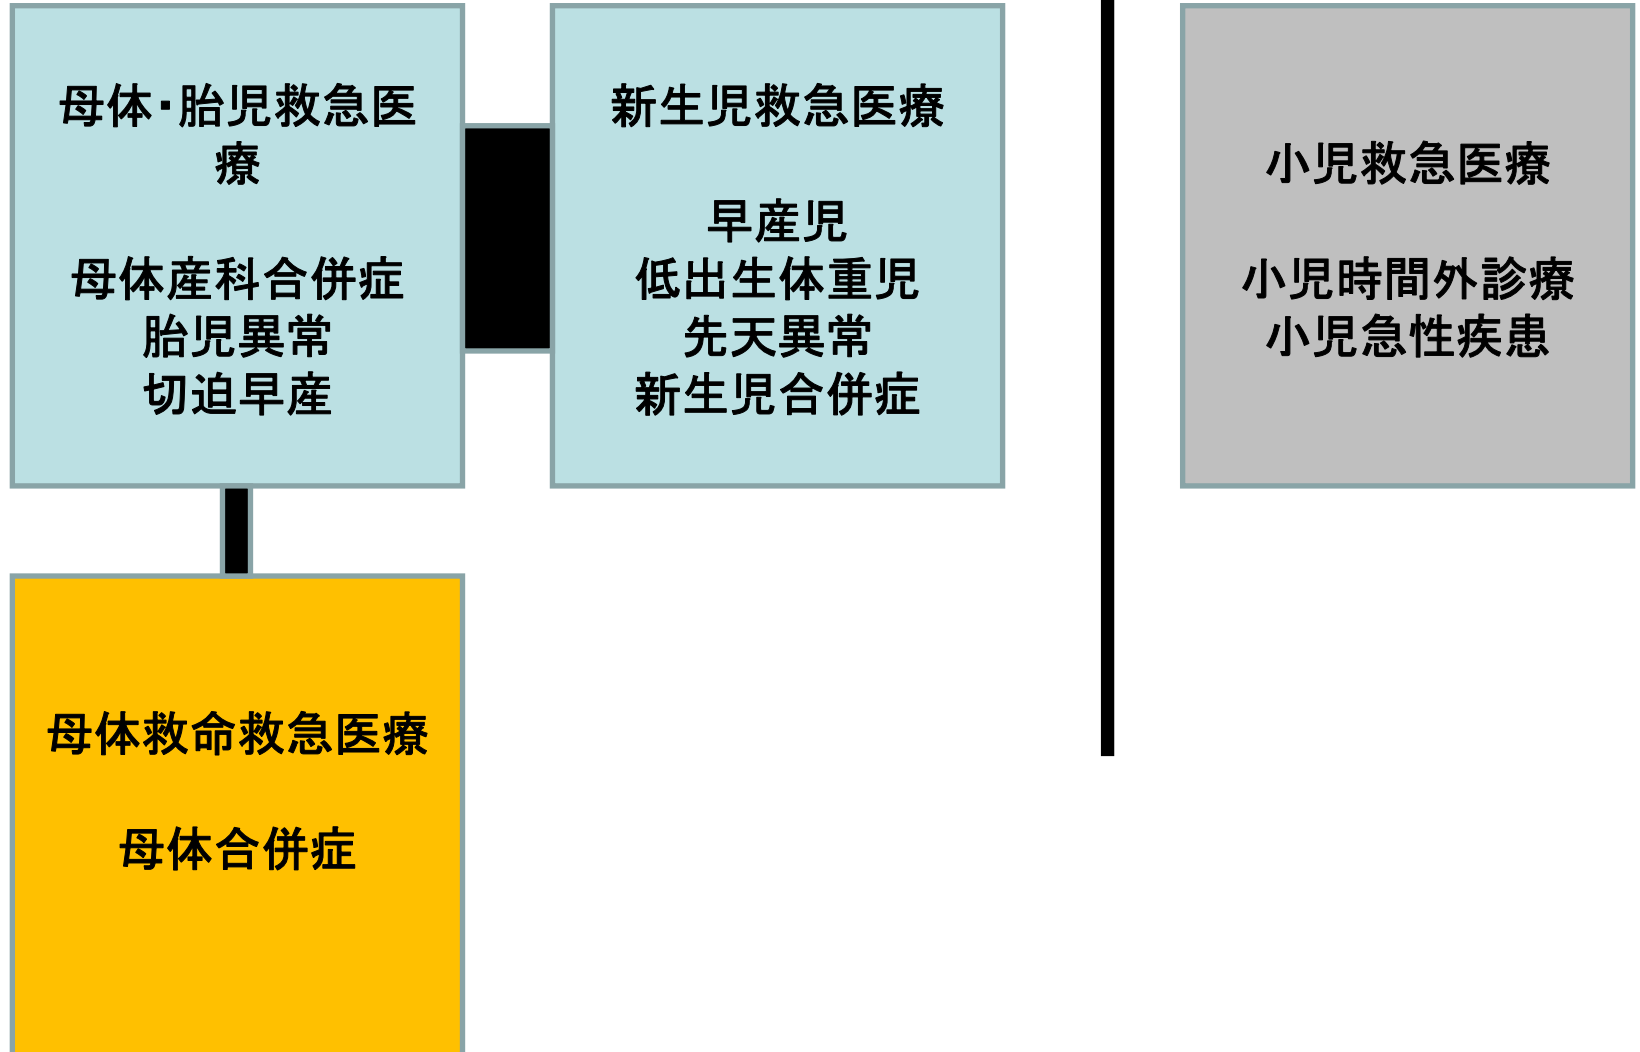 母体・胎児救急医
療
母体産科合併症
胎児異常
切迫早産
新生児救急医療
早産児
低出生体重児
先天異常
新生児合併症
小児救急医療
小児時間外診療
小児急性疾患
母体救命救急医療
母体合併症